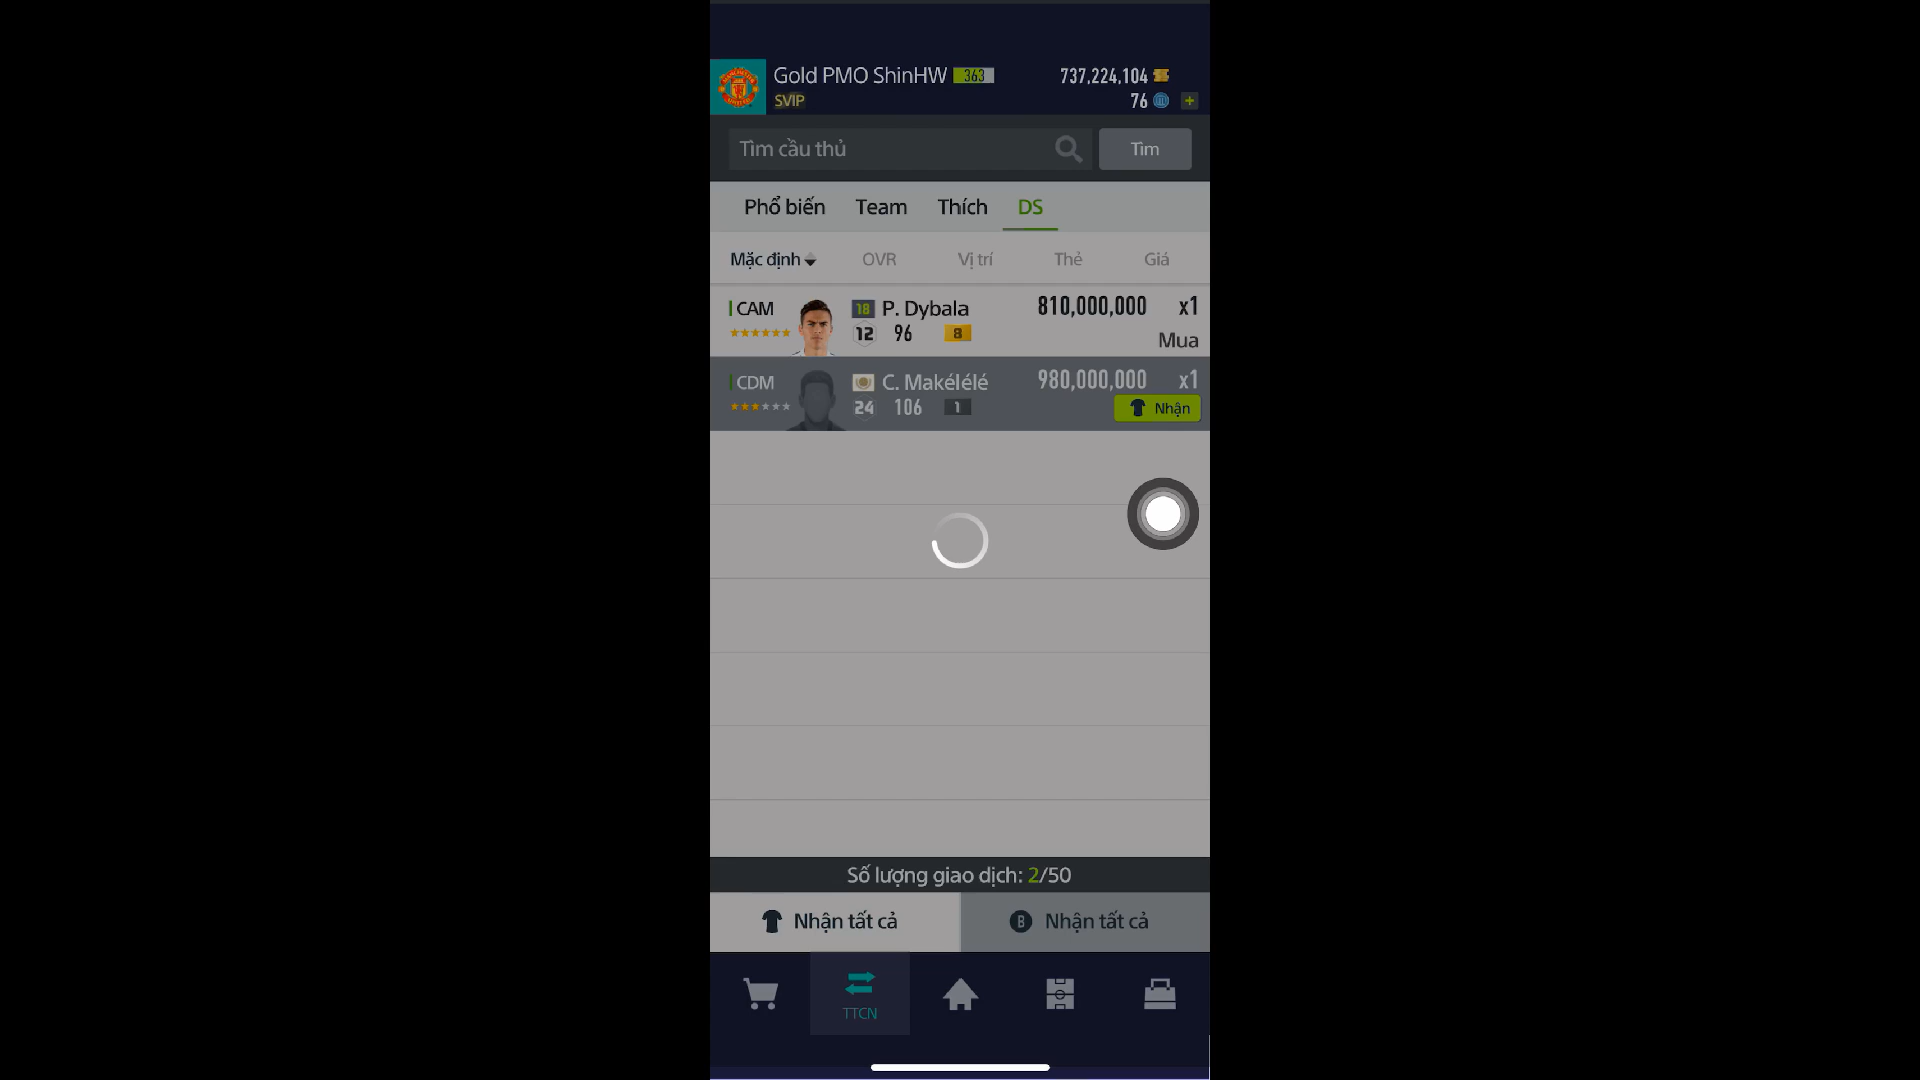 Gold PMO ShinHW 363 737,224,104
SVIP 76
Tìm cầu thủ Tìm
Phổ biến Team Thích DS
Mặc định OVR Vị trí Thẻ Giá
CAM 18 P. Dybala 810,000,000 x1
12 96 8 Mua
CDM C. Makélélé 980,000,000 x1
24 106 1 Nhận
Số lượng giao dịch: 2/50
Nhận tất cả B Nhận tất cả
TTCN